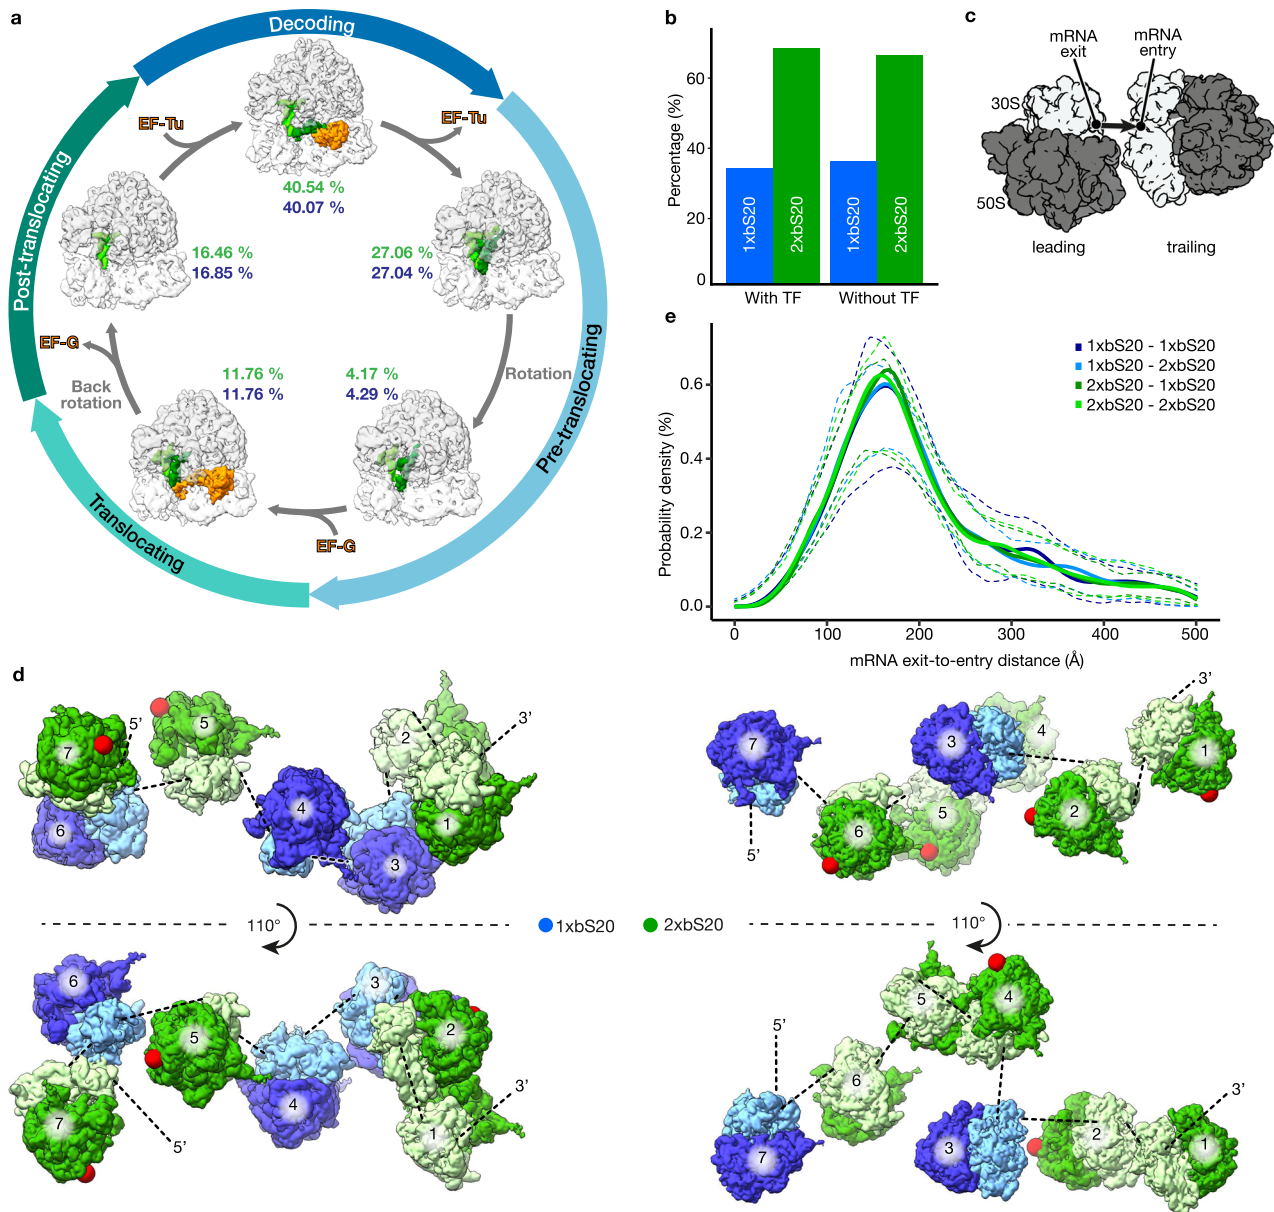 a
Decoding
EF-Tu
EF-Tu
40.54 %
40.07 %
Post-translocating
16.46 %
16.85 %
27.06 %
27.04 %
EF-G
Back
rotation
11.76 %
11.76 %
4.17 %
4.29 %
Rotation
Pre-translocating
Translocating
EF-G
b
Percentage (%)
60
40
20
0
1xbS20
2xbS20
1xbS20
2xbS20
With TF
Without TF
c
mRNA
exit
mRNA
entry
30S
50S
leading
trailing
e
Probability density (%)
0.6
0.4
0.2
0.0
0
100
200
300
400
500
mRNA exit-to-entry distance (Å)
1xbS20 - 1xbS20
1xbS20 - 2xbS20
2xbS20 - 1xbS20
2xbS20 - 2xbS20
d
7
5'
5
2
3'
6
4
3
1
7
3
4
3'
1
2
6
5
5'
110°
1xbS20
2xbS20
110°
6
5
3
2
4
3'
1
7
5'
5
4
5'
6
3'
7
3
2
1